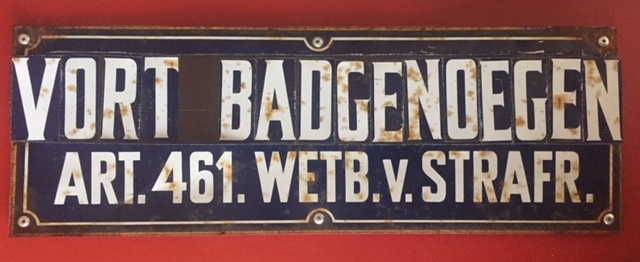 VORT BADGENOEGEN
ART. 461. WETB. V. STRAFR.